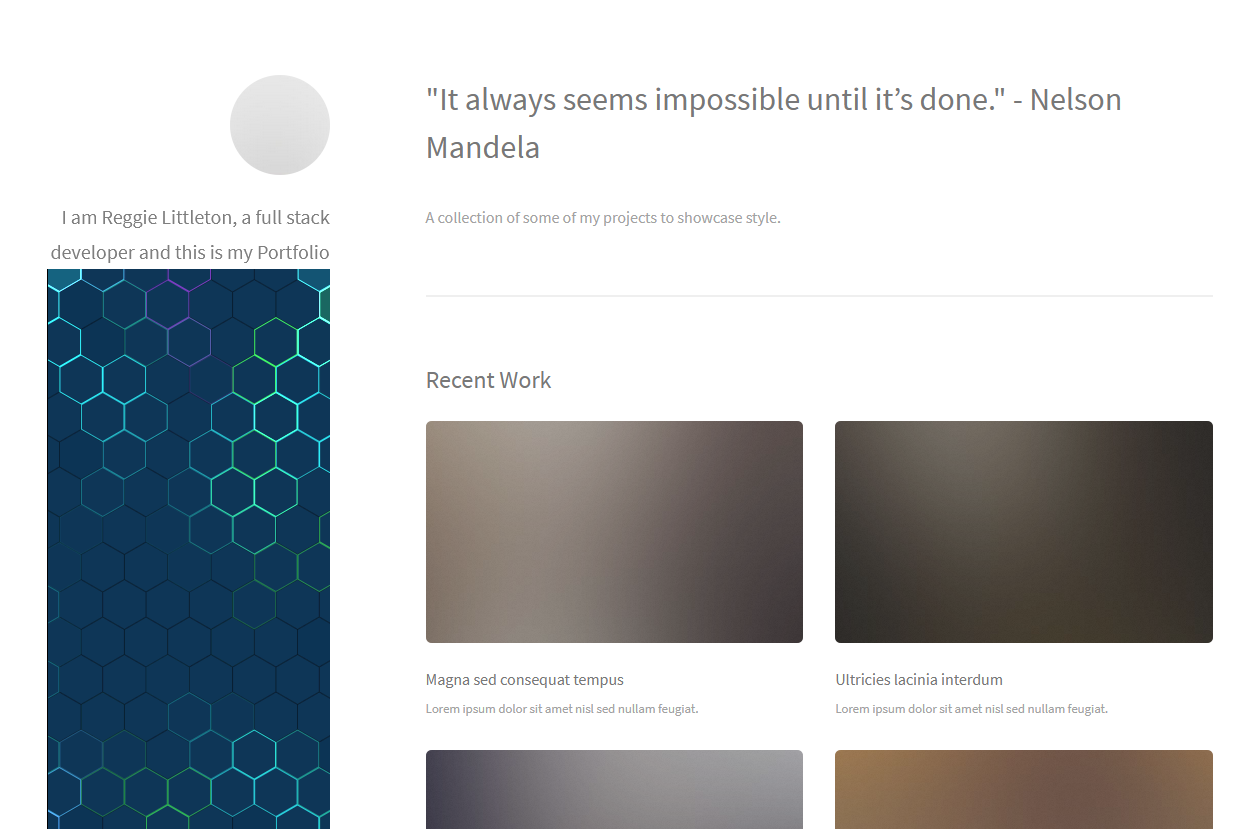 I am Reggie Littleton, a full stack
developer and this is my Portfolio
"It always seems impossible until it’s done." - Nelson
Mandela
A collection of some of my projects to showcase style.
Recent Work
Magna sed consequat tempus
Lorem ipsum dolor sit amet nisl sed nullam feugiat.
Ultricies lacinia interdum
Lorem ipsum dolor sit amet nisl sed nullam feugiat.